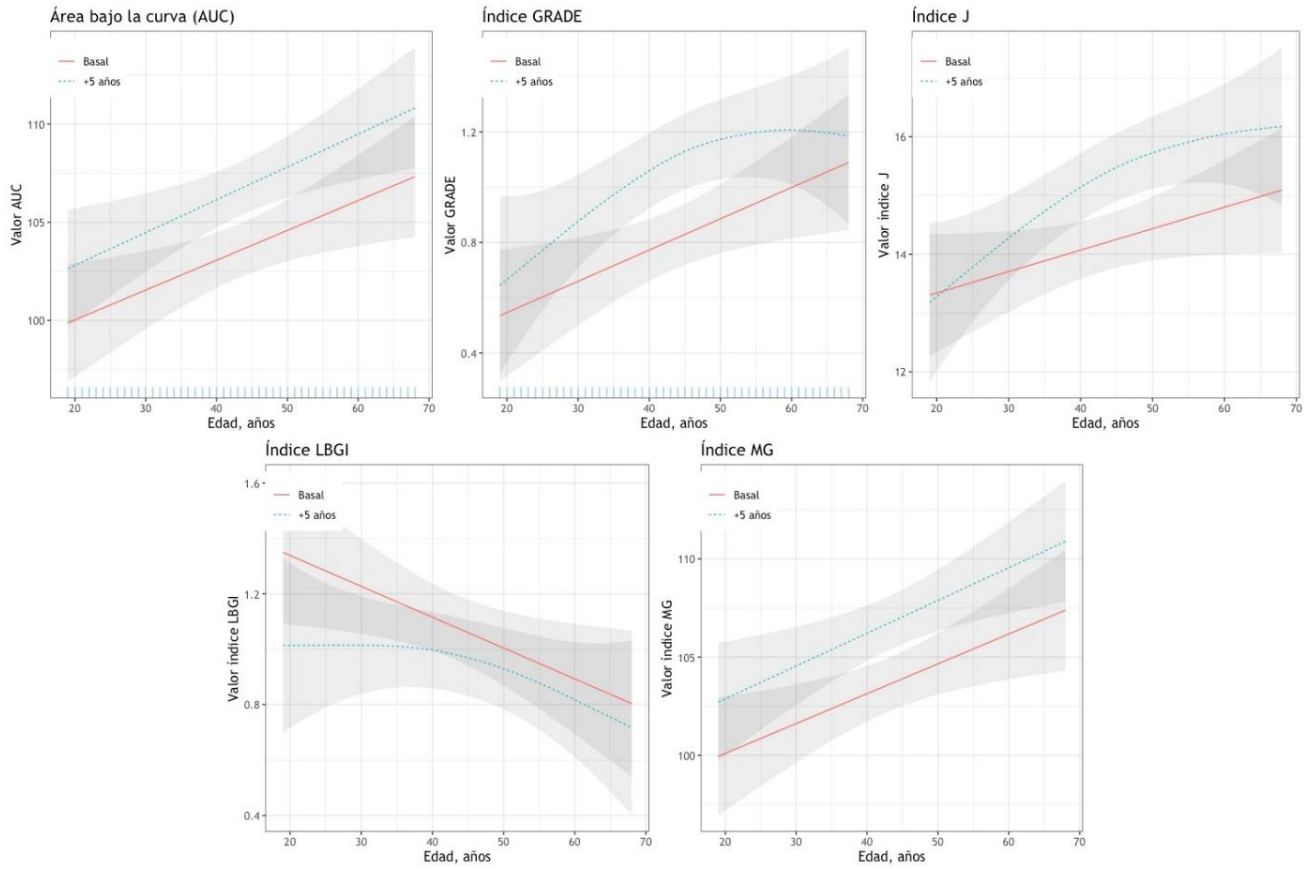 Área bajo la curva (AUC)
Basal
+5 años
Valor AUC
110
105
100
20 30 40 50 60 70
Edad, años
Índice GRADE
Basal
+5 años
Valor GRADE
1.2
0.8
0.4
20 30 40 50 60 70
Edad, años
Índice J
Basal
+5 años
Valor índice J
16
14
12
20 30 40 50 60 70
Edad, años
Índice LBGI
Basal
+5 años
Valor índice LBGI
1.6
1.2
0.8
0.4
20 30 40 50 60 70
Edad, años
Índice MG
Basal
+5 años
Valor índice MG
110
105
100
20 30 40 50 60 70
Edad, años